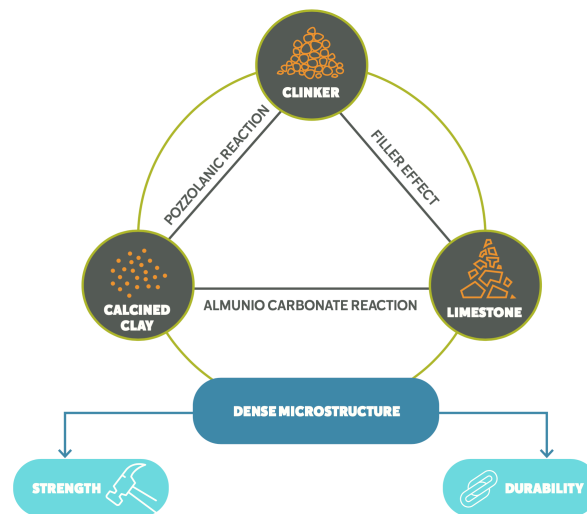 CLINKER
POZZOLANIC REACTION
FILLER EFFECT
CALCINED
CLAY
ALMUNIO CARBONATE REACTION
LIMESTONE
DENSE MICROSTRUCTURE
STRENGTH
DURABILITY